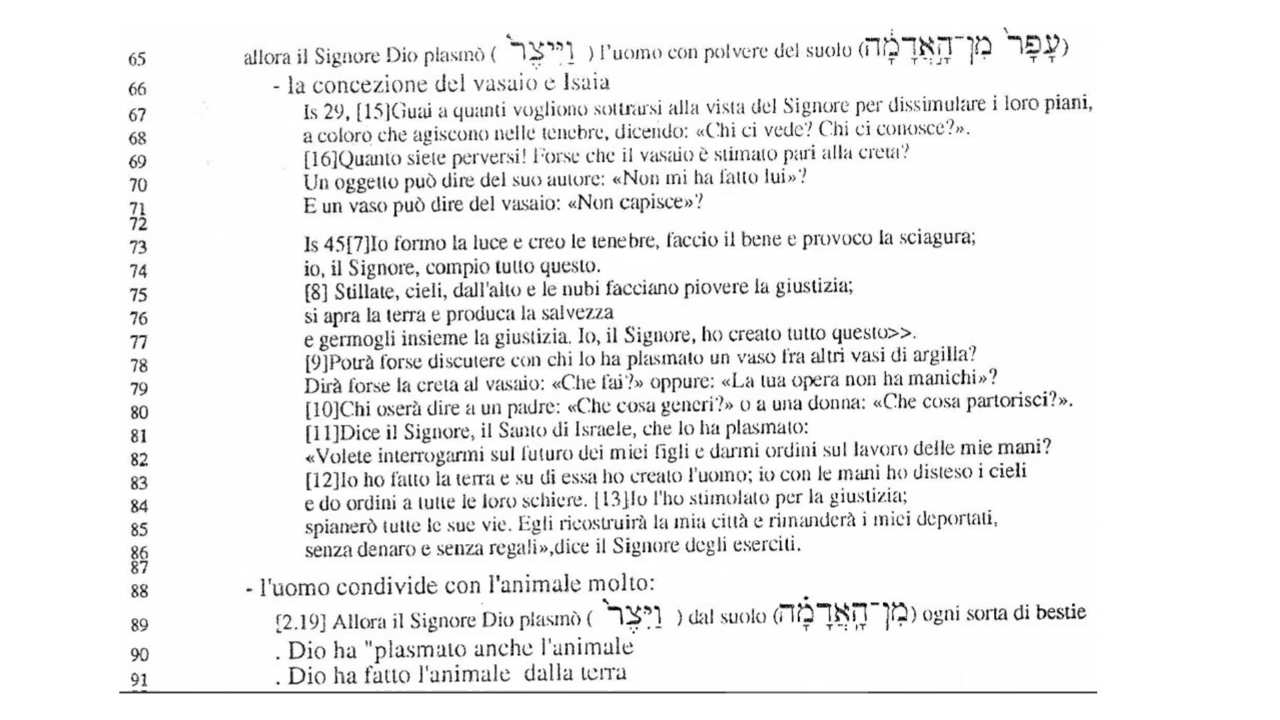 65 allora il Signore Dio plasmò ( וַיִּיצֶר֩ ) l'uomo con polvere del suolo (עָפָר֙ מִן־הָ֣אֲדָמָ֔ה)
66 - la concezione del vasaio e Isaia
67 Is 29, [15]Guai a quanti vogliono sottrarsi alla vista del Signore per dissimulare i loro piani,
68 a coloro che agiscono nelle tenebre, dicendo: «Chi ci vede? Chi ci conosce?».
69 [16]Quanto siete perversi! Forse che il vasaio è stimato pari alla creta?
70 Un oggetto può dire del suo autore: «Non mi ha fatto lui»?
71 E un vaso può dire del vasaio: «Non capisce»?
72
73 Is 45[7]Io formo la luce e creo le tenebre, faccio il bene e provoco la sciagura;
74 io, il Signore, compio tutto questo.
75 [8] Stillate, cieli, dall'alto e le nubi facciano piovere la giustizia;
76 si apra la terra e produca la salvezza
77 e germogli insieme la giustizia. Io, il Signore, ho creato tutto questo>>.
78 [9]Potrà forse discutere con chi lo ha plasmato un vaso fra altri vasi di argilla?
79 Dirà forse la creta al vasaio: «Che fai?» oppure: «La tua opera non ha manichi»?
80 [10]Chi oserà dire a un padre: «Che cosa generi?» o a una donna: «Che cosa partorisci?».
81 [11]Dice il Signore, il Santo di Israele, che lo ha plasmato:
82 «Volete interrogarmi sul futuro dei miei figli e darmi ordini sul lavoro delle mie mani?
83 [12]Io ho fatto la terra e su di essa ho creato l'uomo; io con le mani ho disteso i cieli
84 e do ordini a tutte le loro schiere. [13]Io l'ho stimolato per la giustizia;
85 spianerò tutte le sue vie. Egli ricostruirà la mia città e rimanderà i miei deportati,
86 senza denaro e senza regali»,dice il Signore degli eserciti.
87
88 - l'uomo condivide con l'animale molto:
89 [2.19] Allora il Signore Dio plasmò ( וַיִּצֶר֩ ) dal suolo (מִן־הָֽאֲדָמָ֗ה) ogni sorta di bestie
90 . Dio ha "plasmato anche l'animale
91 . Dio ha fatto l'animale dalla terra